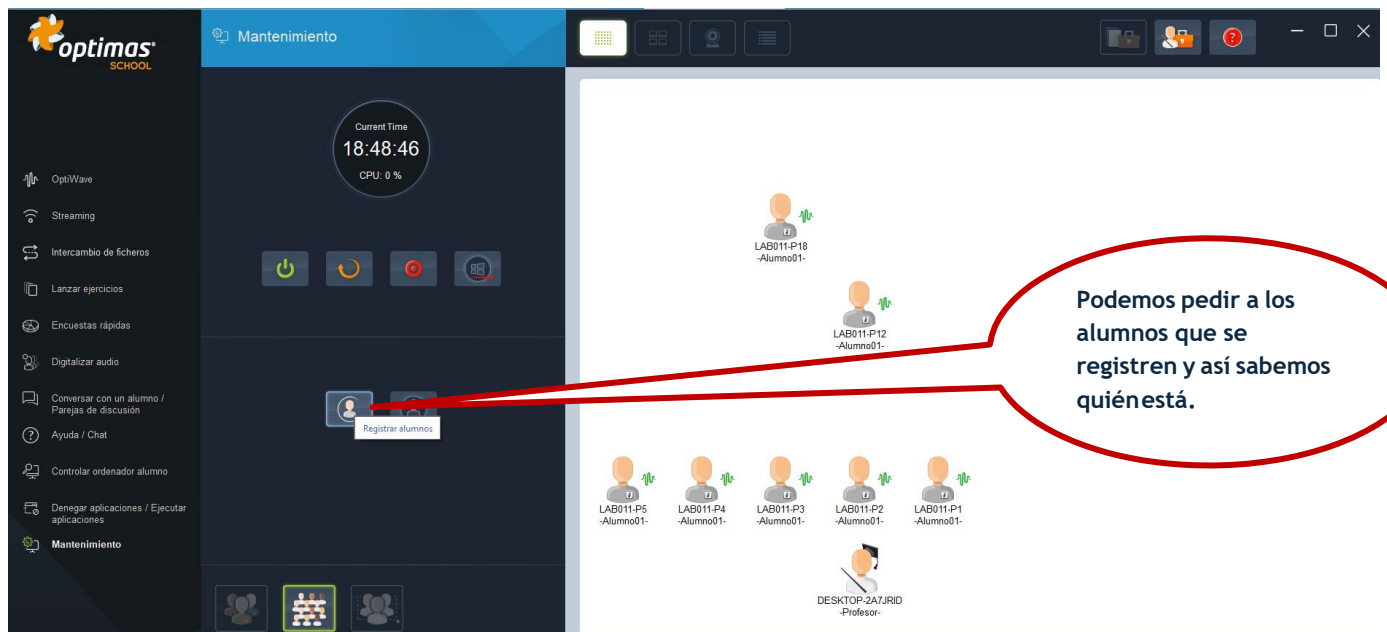 optimas
SCHOOL
Mantenimiento
Current Time
18:48:46
CPU: 0 %
OptiWave
Streaming
Intercambio de ficheros
Lanzar ejercicios
Encuestas rápidas
Digitalizar audio
Conversar con un alumno /
Parejas de discusión
Ayuda / Chat
Controlar ordenador alumno
Denegar aplicaciones / Ejecutar
aplicaciones
Mantenimiento
Registrar alumnos
LAB011-P18
-Alumno01-
LAB011-P12
-Alumno01-
LAB011-P5
-Alumno01-
LAB011-P4
-Alumno01-
LAB011-P3
-Alumno01-
LAB011-P2
-Alumno01-
LAB011-P1
-Alumno01-
DESKTOP-2A7JRID
-Profesor-
Podemos pedir a los
alumnos que se
registren y así sabemos
quién está.